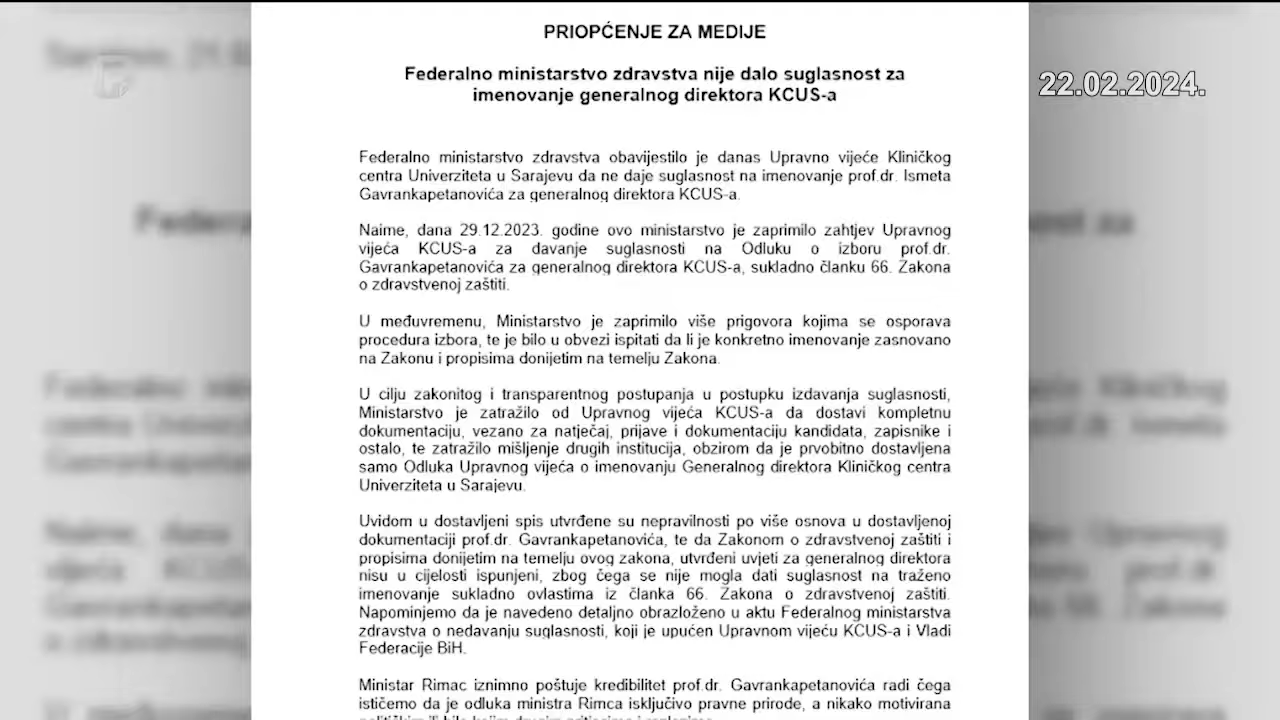 PRIOPĆENJE ZA MEDIJE
Federalno ministarstvo zdravstva nije dalo suglasnost za
imenovanje generalnog direktora KCUS-a
22.02.2024.
Federalno ministarstvo zdravstva obavijestilo je danas Upravno vijeće Kliničkog
centra Univerziteta u Sarajevu da ne daje suglasnost na imenovanje prof.dr. Ismeta
Gavrankapetanovića za generalnog direktora KCUS-a.
Naime, dana 29.12.2023. godine ovo ministarstvo je zaprimilo zahtjev Upravnog
vijeća KCUS-a za davanje suglasnosti na Odluku o izboru prof.dr.
Gavrankapetanovića za generalnog direktora KCUS-a, sukladno članku 66. Zakona
o zdravstvenoj zaštiti.
U međuvremenu, Ministarstvo je zaprimilo više prigovora kojima se osporava
procedura izbora, te je bilo u obvezi ispitati da li je konkretno imenovanje zasnovano
na Zakonu i propisima donijetim na temelju Zakona.
U cilju zakonitog i transparentnog postupanja u postupku izdavanja suglasnosti,
Ministarstvo je zatražilo od Upravnog vijeća KCUS-a da dostavi kompletnu
dokumentaciju, vezano za natječaj, prijave i dokumentaciju kandidata, zapisnike i
ostalo, te zatražilo mišljenje drugih institucija, obzirom da je prvobitno dostavljena
samo Odluka Upravnog vijeća o imenovanju Generalnog direktora Kliničkog centra
Univerziteta u Sarajevu.
Uvidom u dostavljeni spis utvrđene su nepravilnosti po više osnova u dostavljenoj
dokumentaciji prof.dr. Gavrankapetanovića, te da Zakonom o zdravstvenoj zaštiti i
propisima donijetim na temelju ovog zakona, utvrđeni uvjeti za generalnog direktora
nisu u cijelosti ispunjeni, zbog čega se nije mogla dati suglasnost na traženo
imenovanje sukladno ovlastima iz članka 66. Zakona o zdravstvenoj zaštiti.
Napominjemo da je navedeno detaljno obrazloženo u aktu Federalnog ministarstva
zdravstva o nedavanju suglasnosti, koji je upućen Upravnom vijeću KCUS-a i Vladi
Federacije BiH.
Ministar Rimac iznimno poštuje kredibilitet prof.dr. Gavrankapetanovića radi čega
ističemo da je odluka ministra Rimca isključivo pravne prirode, a nikako motivirana